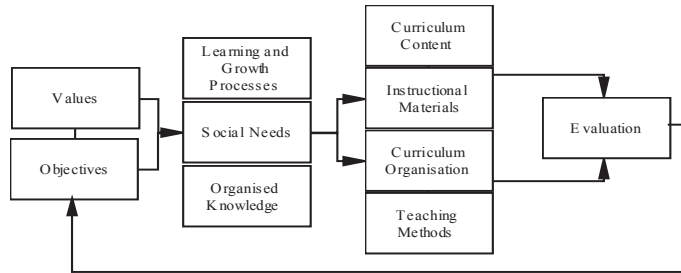 Values
Objectives
Learning and
Growth
Processes
Social Needs
Organised
Knowledge
Curriculum
Content
Instructional
Materials
Curriculum
Organisation
Teaching
Methods
Evaluation